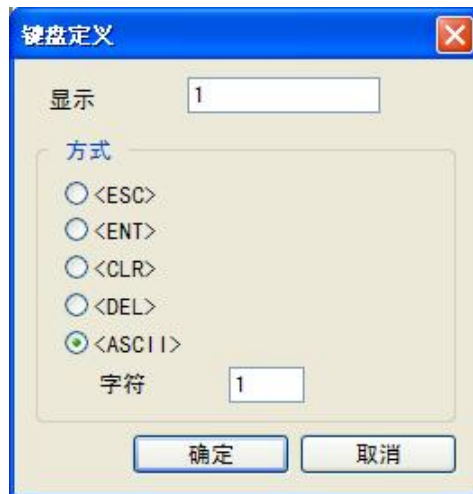 键盘定义
显示 1
方式
<ESC>
<ENT>
<CLR>
<DEL>
<ASCII>
字符 1
确定 取消